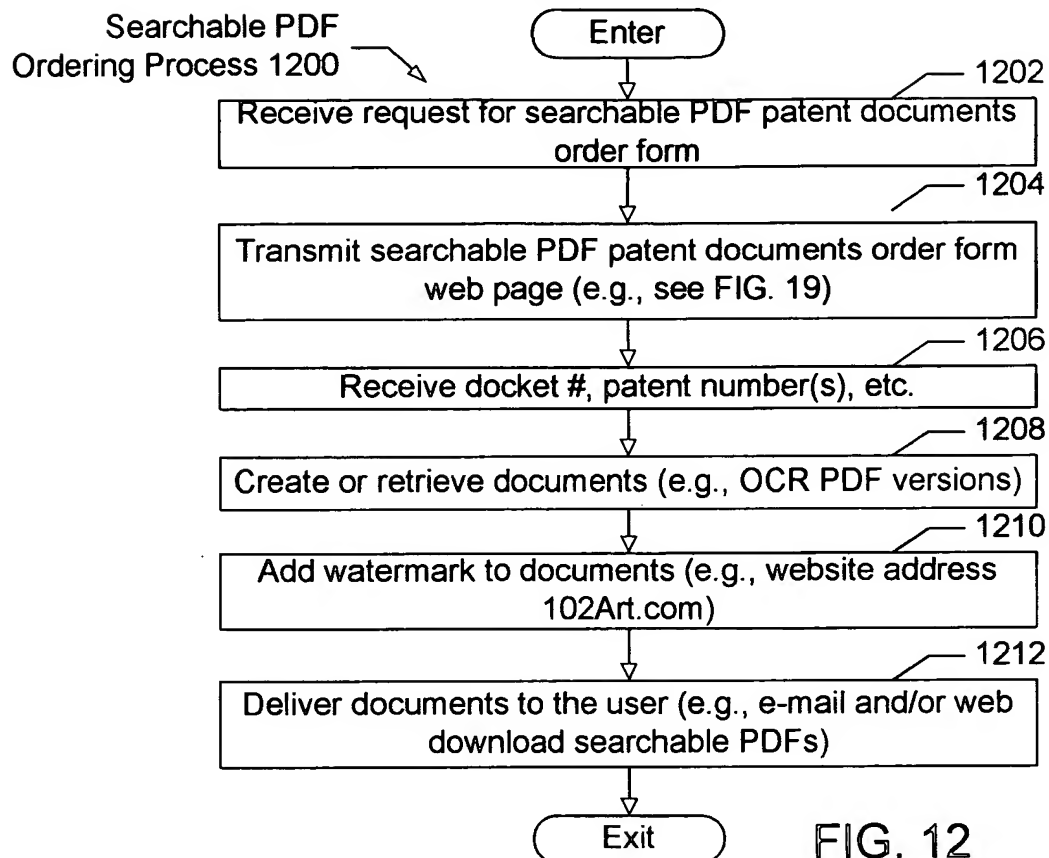 Searchable PDF
Ordering Process 1200
Enter
1202
Receive request for searchable PDF patent documents
order form
1204
Transmit searchable PDF patent documents order form
web page (e.g., see FIG. 19)
1206
Receive docket #, patent number(s), etc.
1208
Create or retrieve documents (e.g., OCR PDF versions)
1210
Add watermark to documents (e.g., website address
102Art.com)
1212
Deliver documents to the user (e.g., e-mail and/or web
download searchable PDFs)
Exit
FIG. 12